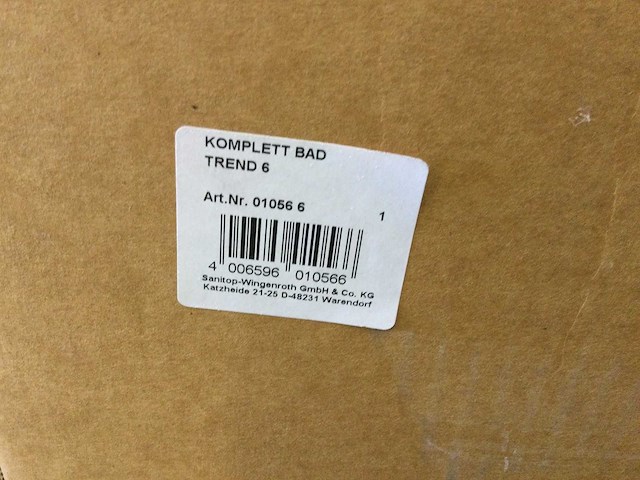 KOMPLETT BAD
TREND 6
Art.Nr. 01056 6
1
4 006596 010566
Sanitop-Wingenroth GmbH & Co. KG
Katzheide 21-25 D-48231 Warendorf